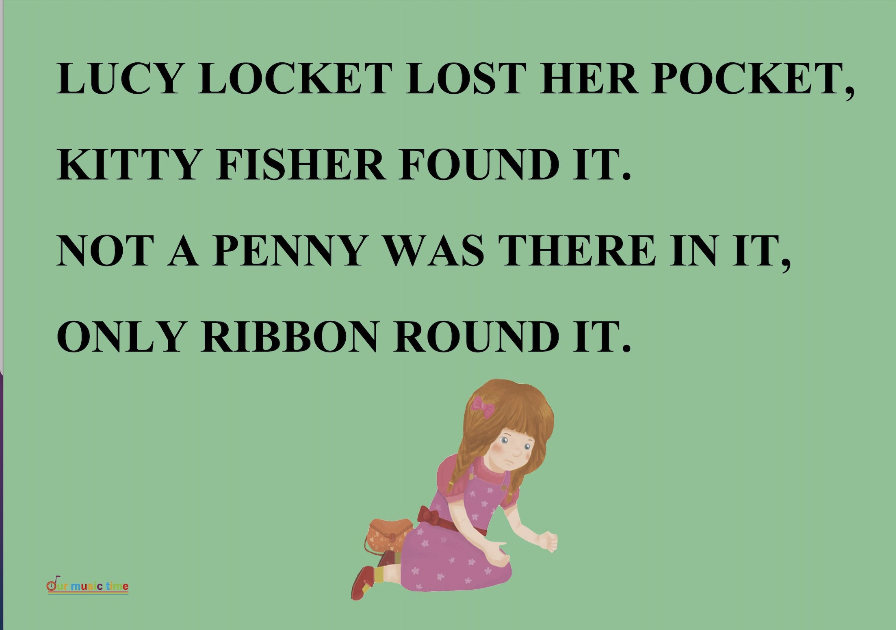 LUCY LOCKET LOST HER POCKET,
KITTY FISHER FOUND IT.
NOT A PENNY WAS THERE IN IT,
ONLY RIBBON ROUND IT.
Our music time